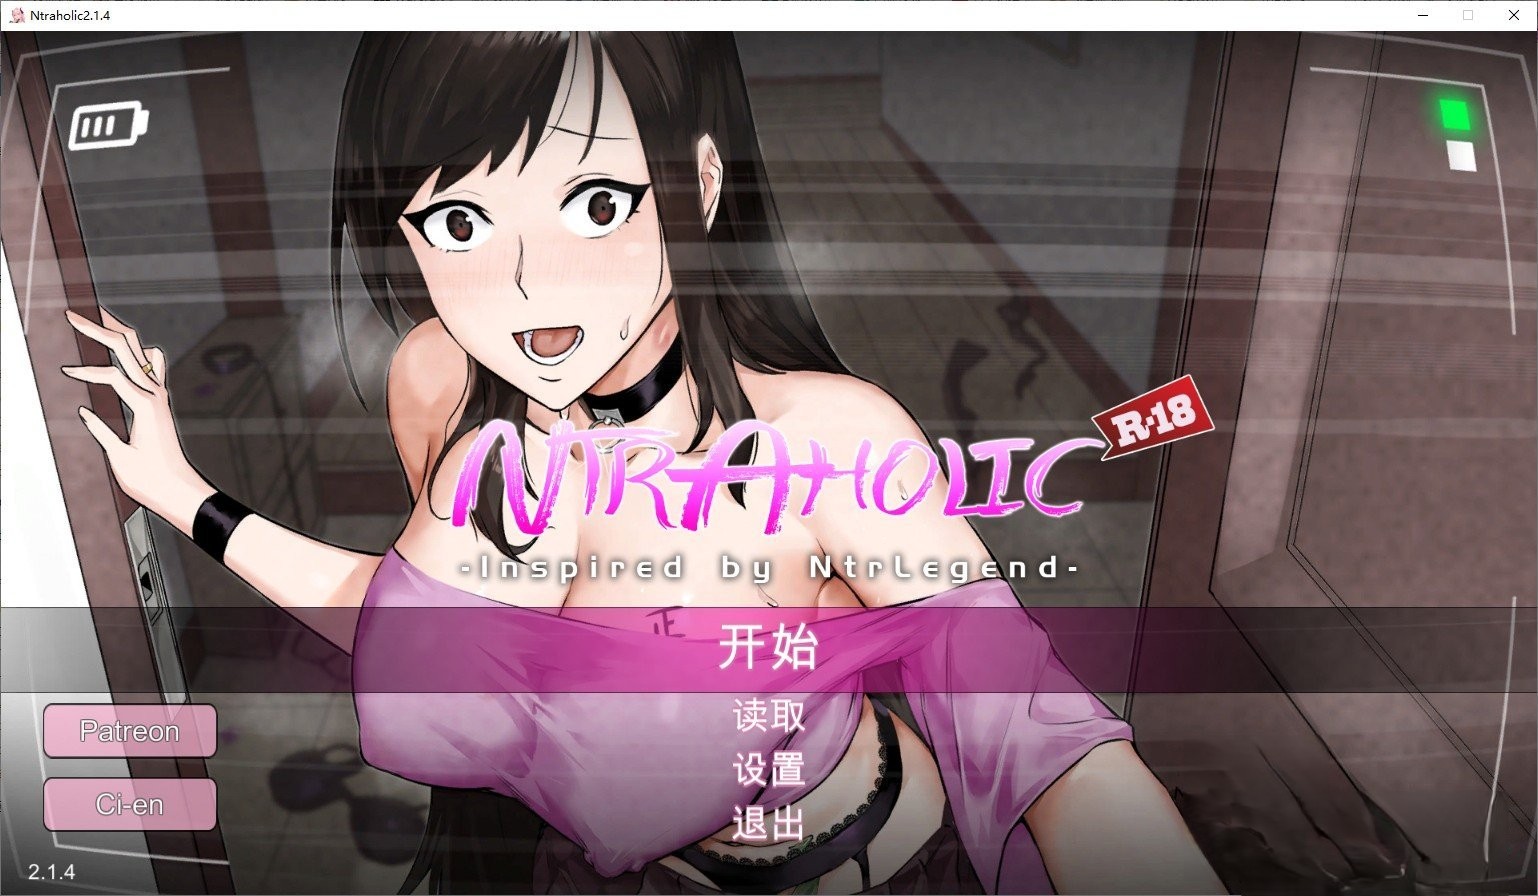 Ntraholic2.1.4
NTRAHOLIC
R-18
-Inspired by NtrLegend-
正
开始
读取
设置
退出
Patreon
Ci-en
2.1.4